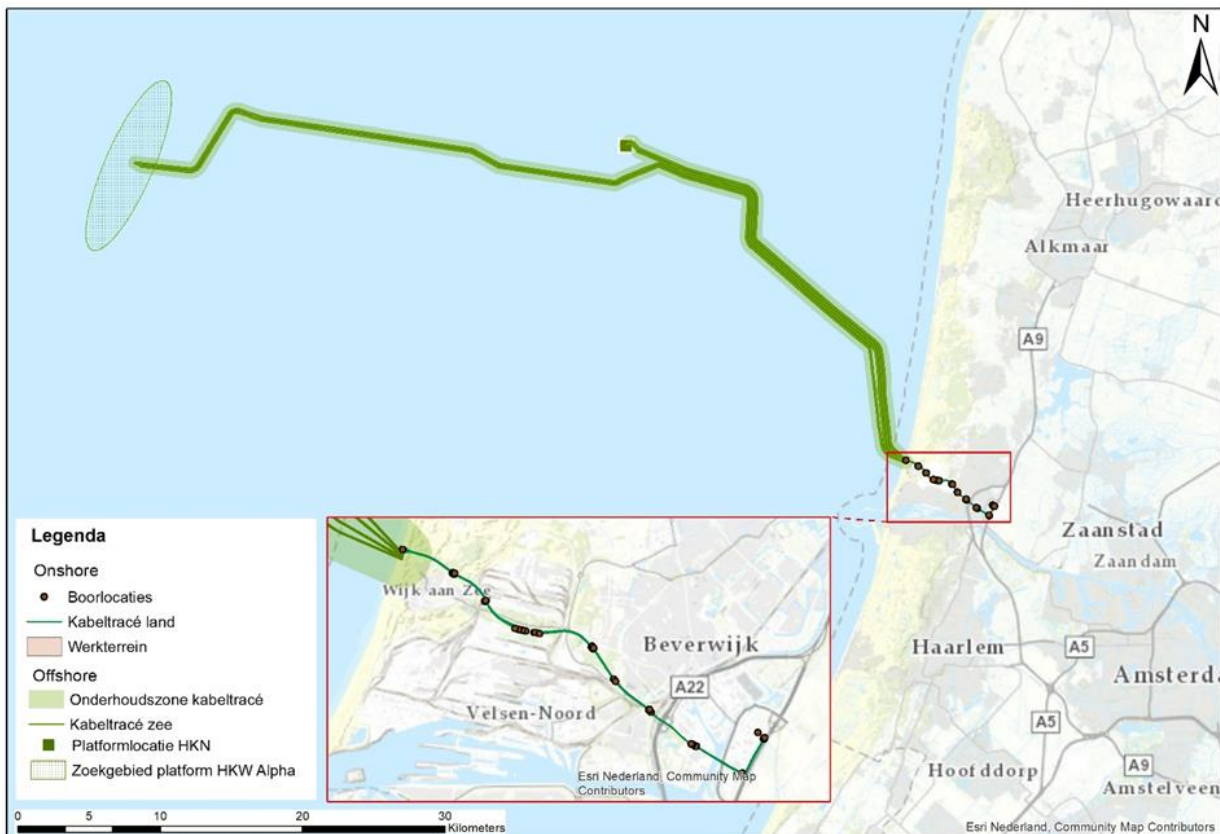 N
Heerhugowaard
Alkmaar
A9
Zaanstad
Zaandam
Haarlem
A5
Amsterda
A5
Hoofddorp
A9
Amstelveen
Legenda
Onshore
Boorlocaties
Kabeltracé land
Werkterrein
Offshore
Onderhoudszone kabeltracé
Kabeltracé zee
Platformlocatie HKN
Zoekgebied platform HKW Alpha
Wijk aan Zee
Beverwijk
A22
Velsen-Noord
Esri Nederland, Community Map
Contributors
0 5 10 20 30
Kilometers
Esri Nederland, Community Map Contributors